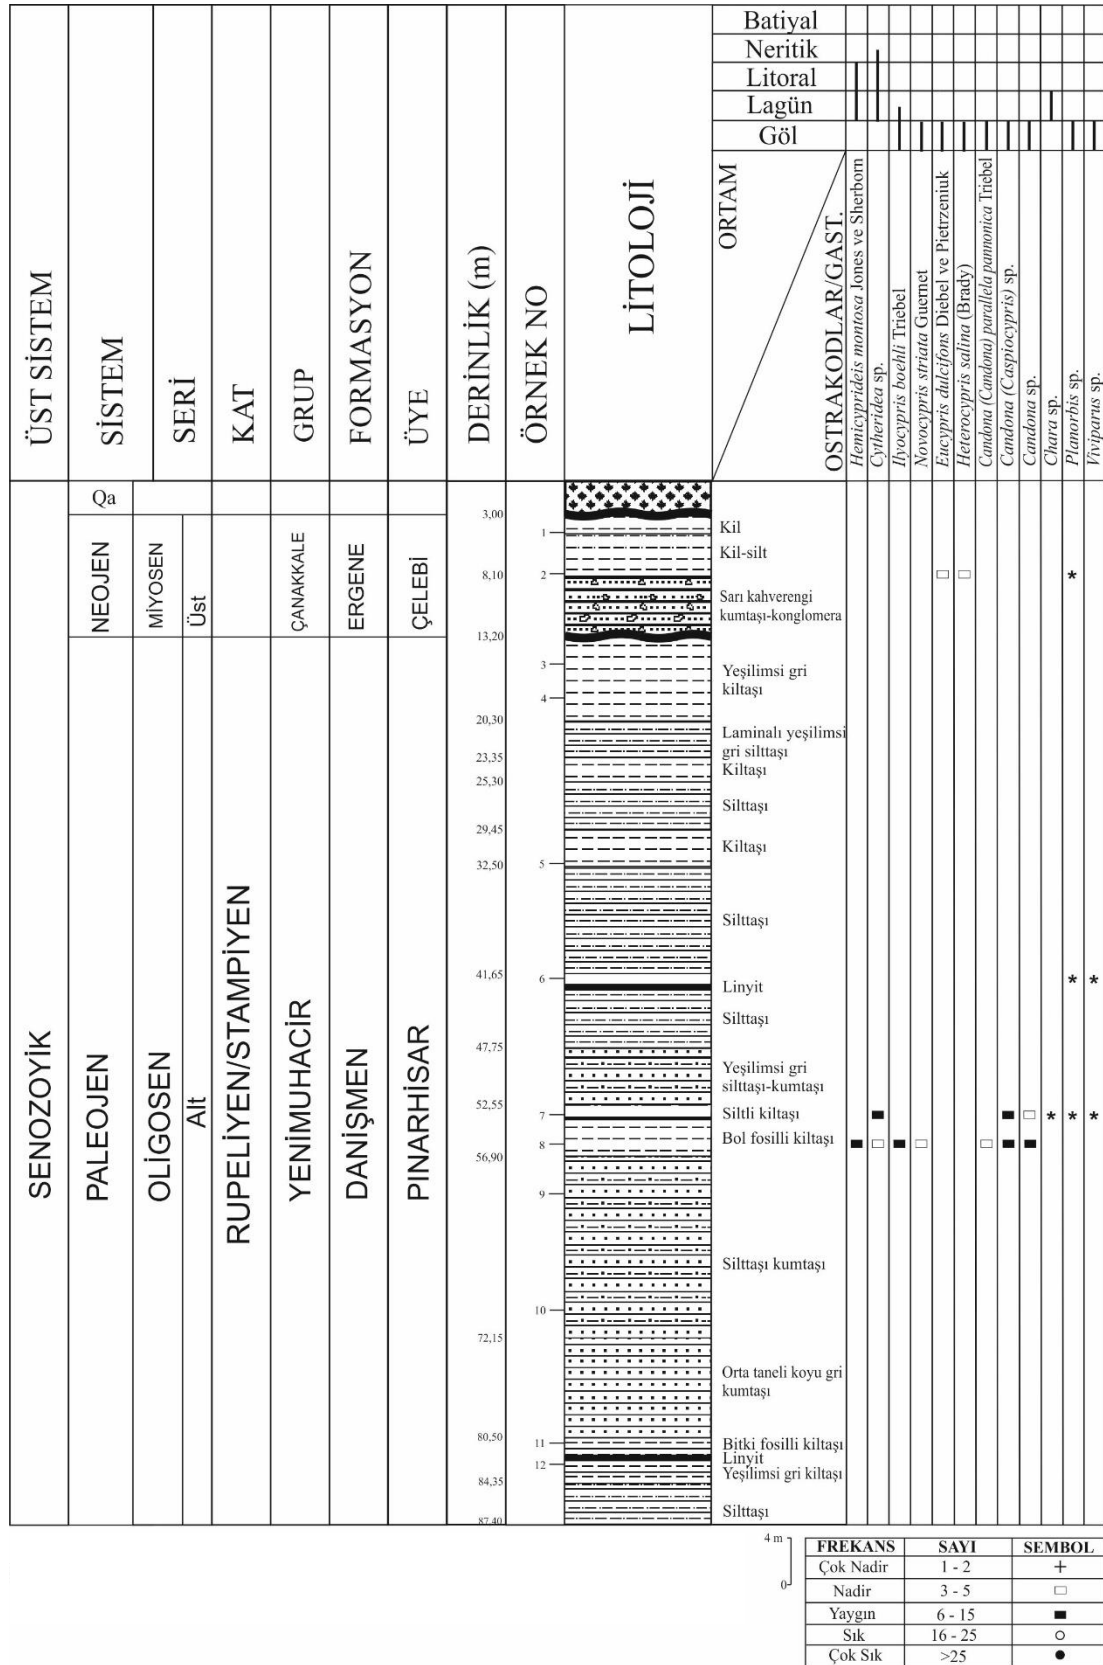 Batiyal
Neritik
Litoral
Lagün
Göl
ÜST SİSTEM
SİSTEM
SERİ
KAT
GRUP
FORMASYON
ÜYE
DERİNLİK (m)
ÖRNEK NO
LİTOLOJİ
ORTAM
OSTRAKODLAR/GAST.
Hemicyprideis montosa Jones ve Sherborn
Cytheridea sp.
Ilyocypris boehli Triebel
Novocypris striata Guernet
Eucypris dulcifons Diebel ve Pietrzeniuk
Heterocypris salina (Brady)
Candona (Candona) parallela pannonica Triebel
Candona (Caspiocypris) sp.
Candona sp.
Chara sp.
Planorbis sp.
Viviparus sp.
SENOZOYİK
Qa
NEOJEN
MİYOSEN
Üst
ÇANAKKALE
ERGENE
ÇELEBİ
PALEOJEN
OLİGOSEN
Alt
RUPELİYEN/STAMPİYEN
YENİMUHACİR
DANİŞMEN
PINARHİSAR
3,00
8,10
13,20
20,30
23,35
25,30
29,45
32,50
41,65
47,75
52,55
56,90
72,15
80,50
84,35
87,40
1
2
3
4
5
6
7
8
9
10
11
12
Kil
Kil-silt
Sarı kahverengi
kumtaşı-konglomera
Yeşilimsi gri
kiltaşı
Laminalı yeşilimsi
gri silttaşı
Kiltaşı
Silttaşı
Kiltaşı
Silttaşı
Linyit
Silttaşı
Yeşilimsi gri
silttaşı-kumtaşı
Siltli kiltaşı
Bol fosilli kiltaşı
Silttaşı kumtaşı
Orta taneli koyu gri
kumtaşı
Bitki fosilli kiltaşı
Linyit
Yeşilimsi gri kiltaşı
Silttaşı
*
* *
* * *
4 m
0
FREKANS SAYI SEMBOL
Çok Nadir 1 - 2 +
Nadir 3 - 5 □
Yaygın 6 - 15 ■
Sık 16 - 25 ○
Çok Sık >25 ●